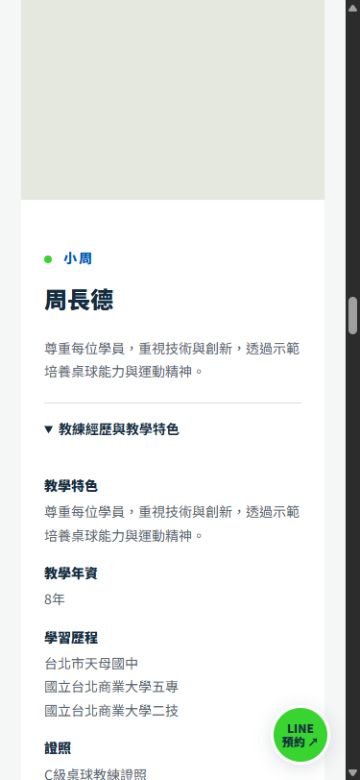 小周
周長德
尊重每位學員，重視技術與創新，透過示範
培養桌球能力與運動精神。
▼ 教練經歷與教學特色
教學特色
尊重每位學員，重視技術與創新，透過示範
培養桌球能力與運動精神。
教學年資
8年
學習歷程
台北市天母國中
國立台北商業大學五專
國立台北商業大學二技
證照
C級桌球教練證照
LINE
預約 ↗